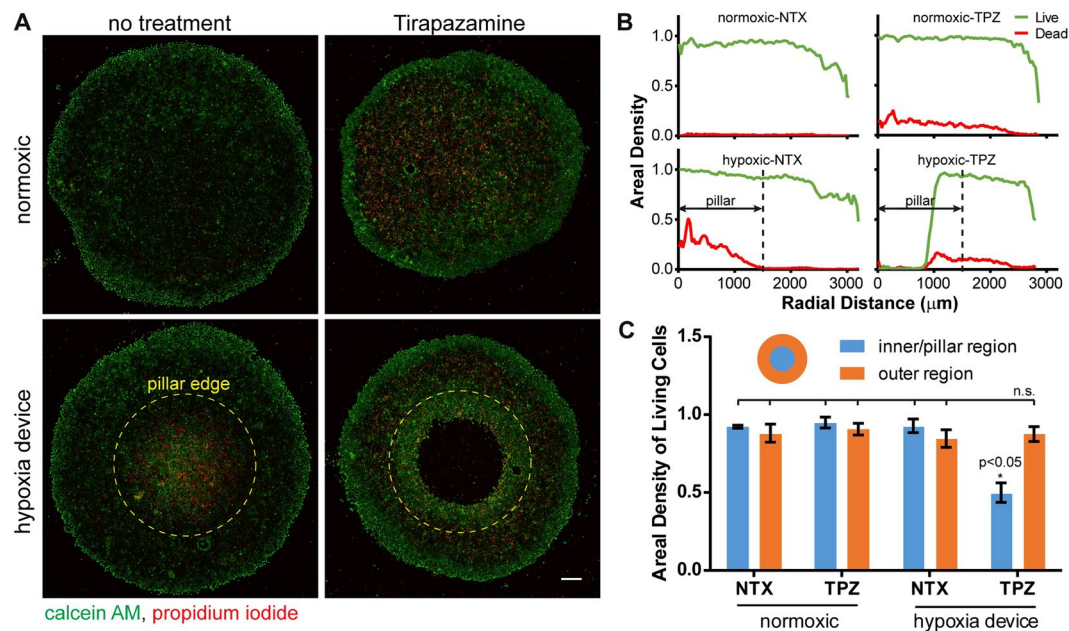 A
no treatment
Tirapazamine
normoxic
hypoxia device
pillar edge
calcein AM, propidium iodide
B
normoxic-NTX
normoxic-TPZ
Live
Dead
1.0
0.5
0.0
hypoxic-NTX
hypoxic-TPZ
pillar
pillar
1.0
0.5
0.0
Areal Density
0 1000 2000 3000
0 1000 2000 3000
Radial Distance (μm)
C
1.5
1.0
0.5
0.0
Areal Density of Living Cells
inner/pillar region
outer region
n.s.
p<0.05
*
NTX TPZ NTX TPZ
normoxic hypoxia device